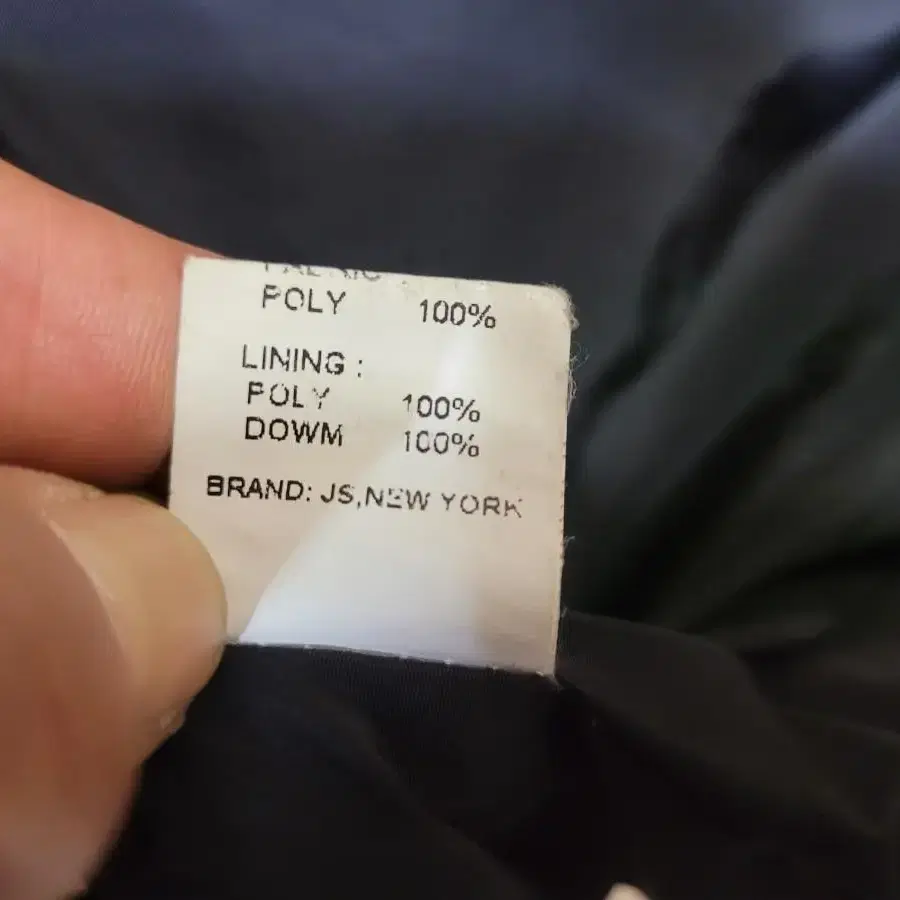 POLY 100%
LINING :
POLY 100%
DOWM 100%
BRAND: JS,NEW YORK